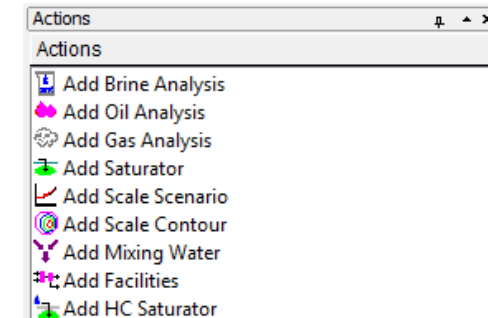 Actions
Actions
Add Brine Analysis
Add Oil Analysis
Add Gas Analysis
Add Saturator
Add Scale Scenario
Add Scale Contour
Add Mixing Water
Add Facilities
Add HC Saturator